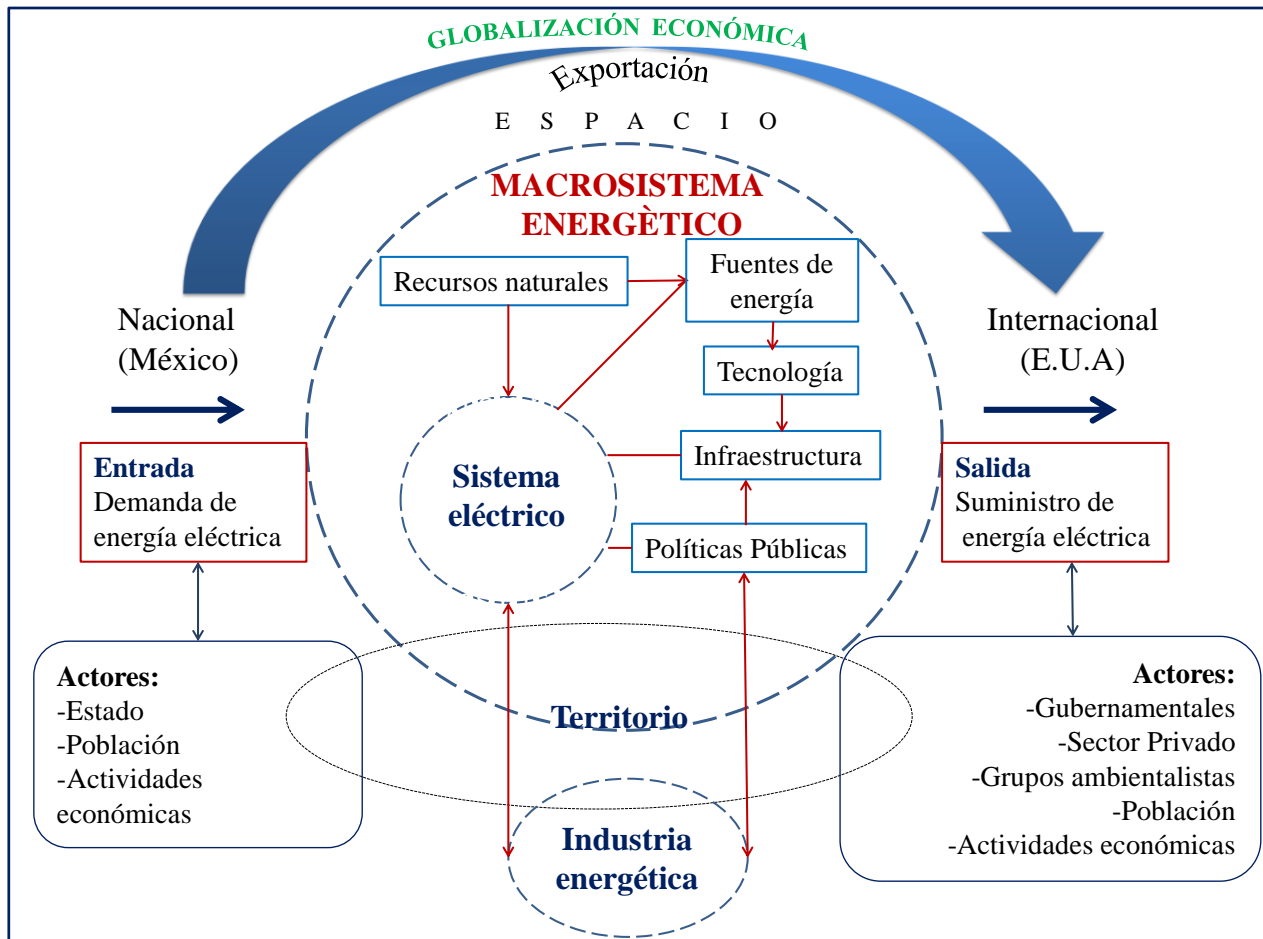 GLOBALIZACIÓN ECONÓMICA
Exportación
E S P A C I O
MACROSISTEMA
ENERGÈTICO
Recursos naturales
Fuentes de
energía
Nacional
(México)
Internacional
(E.U.A)
Tecnología
Entrada
Demanda de
energía eléctrica
Sistema
eléctrico
Infraestructura
Políticas Públicas
Salida
Suministro de
energía eléctrica
Actores:
-Estado
-Población
-Actividades
económicas
Territorio
Actores:
-Gubernamentales
-Sector Privado
-Grupos ambientalistas
-Población
-Actividades económicas
Industria
energética